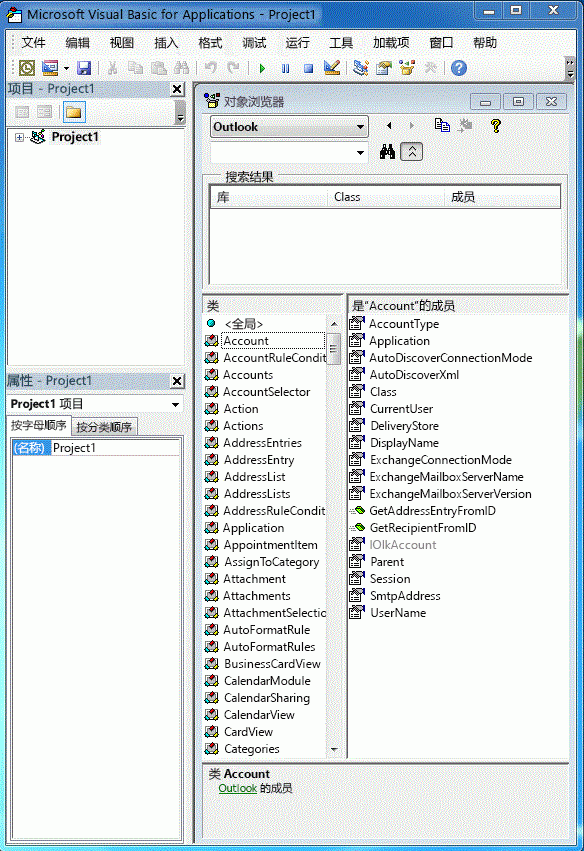 Microsoft Visual Basic for Applications - Project1
文件 编辑 视图 插入 格式 调试 运行 工具 加载项 窗口 帮助
项目 - Project1
Project1
属性 - Project1
Project1 项目
按字母顺序 按分类顺序
(名称) Project1
对象浏览器
Outlook
搜索结果
库 Class 成员
类
<全局>
Account
AccountRuleCondit
Accounts
AccountSelector
Action
Actions
AddressEntries
AddressEntry
AddressList
AddressLists
AddressRuleCondit
Application
AppointmentItem
AssignToCategory
Attachment
Attachments
AttachmentSelectio
AutoFormatRule
AutoFormatRules
BusinessCardView
CalendarModule
CalendarSharing
CalendarView
CardView
Categories
是"Account"的成员
AccountType
Application
AutoDiscoverConnectionMode
AutoDiscoverXml
Class
CurrentUser
DeliveryStore
DisplayName
ExchangeConnectionMode
ExchangeMailboxServerName
ExchangeMailboxServerVersion
GetAddressEntryFromID
GetRecipientFromID
IOlkAccount
Parent
Session
SmtpAddress
UserName
类 Account
Outlook 的成员